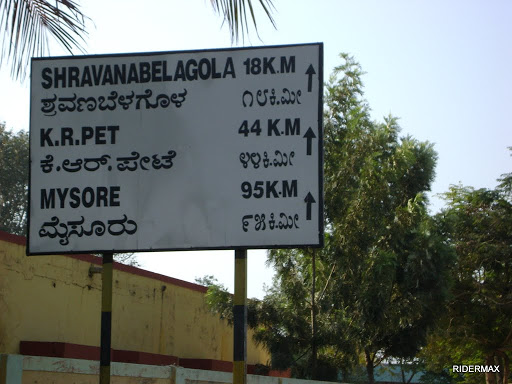 SHRAVANABELAGOLA 18K.M
ಶ್ರವಣಬೆಳಗೊಳ ೧೮ಕಿ.ಮೀ
K.R.PET 44 K.M
ಕೆ.ಆರ್.ಪೇಟೆ ೪೪ಕಿ.ಮೀ
MYSORE 95K.M
ಮೈಸೂರು ೯೫ಕಿ.ಮೀ
RIDERMAX